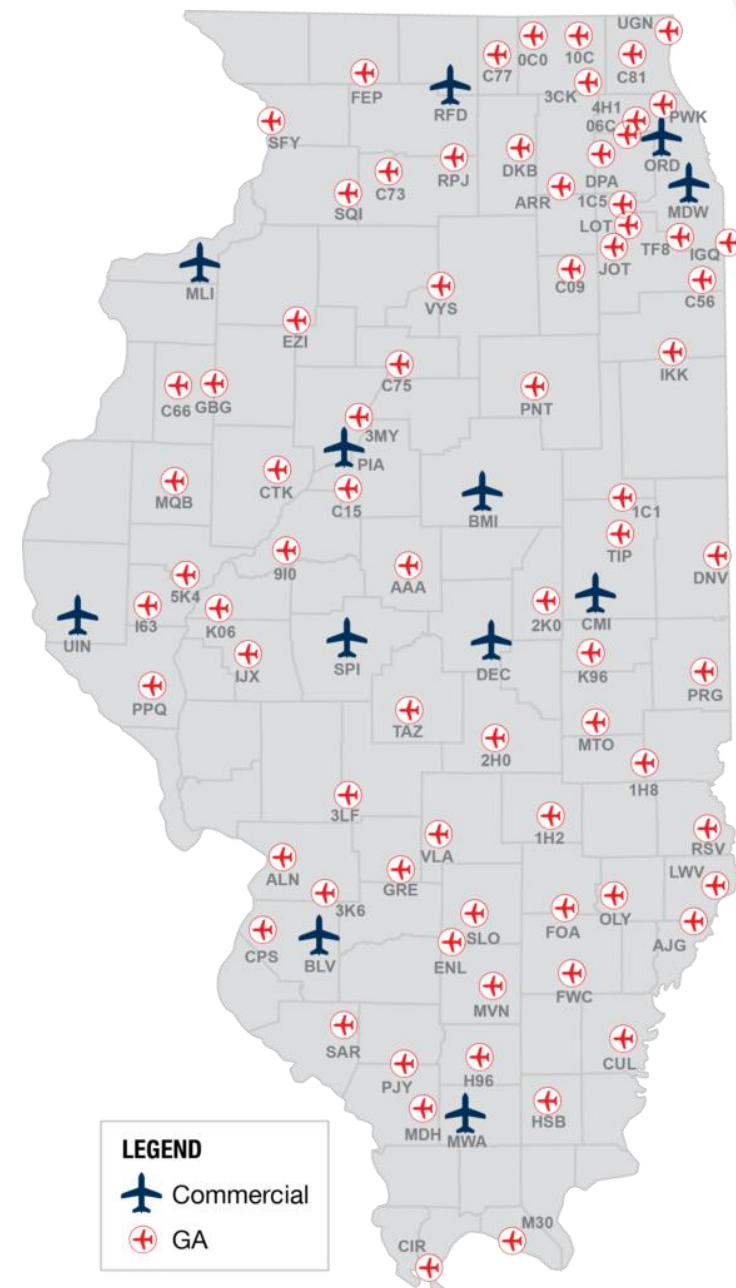 UGN
0C0
10C
C77
C81
FEP
RFD
3CK
4H1
PWK
06C
SFY
ORD
DKB
RPJ
DPA
C73
ARR
1C5
MDW
SQI
LOT
TF8
IGQ
JOT
C09
C56
MLI
VYS
EZI
IKK
C75
C66
GBG
PNT
3MY
PIA
CTK
MQB
C15
BMI
1C1
TIP
DNV
9I0
AAA
5K4
I63
K06
2K0
CMI
UIN
IJX
SPI
DEC
K96
PRG
PPQ
TAZ
2H0
MTO
1H8
3LF
VLA
1H2
RSV
ALN
GRE
LWV
3K6
OLY
SLO
FOA
AJG
CPS
BLV
ENL
FWC
MVN
SAR
CUL
PJY
H96
MDH
MWA
HSB
LEGEND
Commercial
GA
M30
CIR